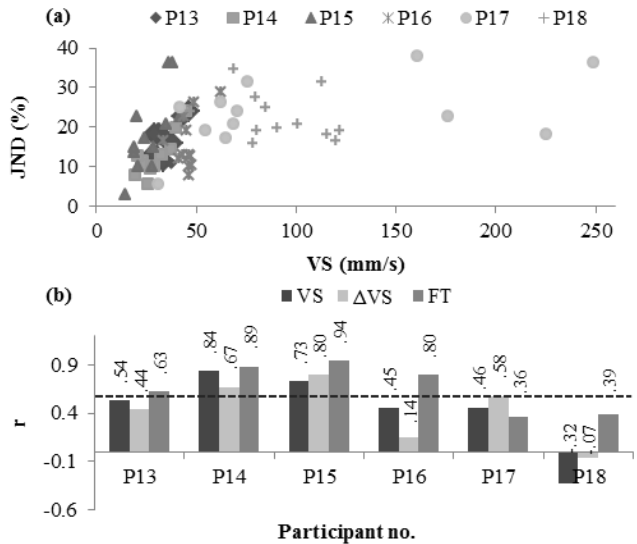 (a)
P13 P14 P15 P16 P17 P18
40
30
20
10
0
JND (%)
0 50 100 150 200 250
VS (mm/s)
(b)
VS ΔVS FT
0.9
0.4
-0.1
-0.6
r
.54 .44 .63 .84 .67 .89 .73 .80 .94 .45 .14 .80 .46 .58 .36 -.32 -.07 .39
P13 P14 P15 P16 P17 P18
Participant no.